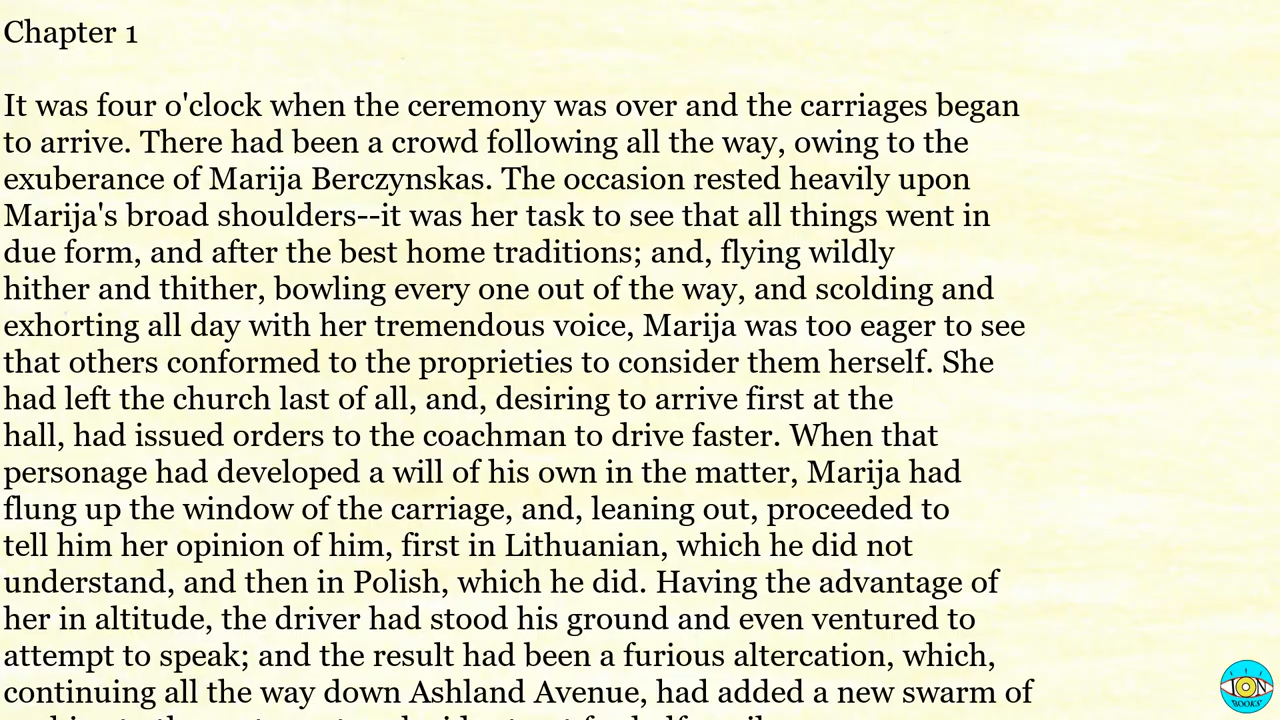 Chapter 1
It was four o'clock when the ceremony was over and the carriages began
to arrive. There had been a crowd following all the way, owing to the
exuberance of Marija Berczynskas. The occasion rested heavily upon
Marija's broad shoulders--it was her task to see that all things went in
due form, and after the best home traditions; and, flying wildly
hither and thither, bowling every one out of the way, and scolding and
exhorting all day with her tremendous voice, Marija was too eager to see
that others conformed to the proprieties to consider them herself. She
had left the church last of all, and, desiring to arrive first at the
hall, had issued orders to the coachman to drive faster. When that
personage had developed a will of his own in the matter, Marija had
flung up the window of the carriage, and, leaning out, proceeded to
tell him her opinion of him, first in Lithuanian, which he did not
understand, and then in Polish, which he did. Having the advantage of
her in altitude, the driver had stood his ground and even ventured to
attempt to speak; and the result had been a furious altercation, which,
continuing all the way down Ashland Avenue, had added a new swarm of
ION
BOOKS